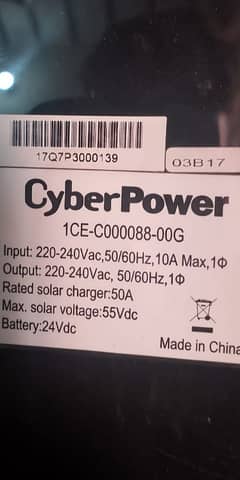 17Q7P3000139
03B17
CyberPower
1CE-C000088-00G
Input: 220-240Vac,50/60Hz,10A Max,1Φ
Output: 220-240Vac, 50/60Hz,1Φ
Rated solar charger:50A
Max. solar voltage:55Vdc
Battery:24Vdc
Made in China